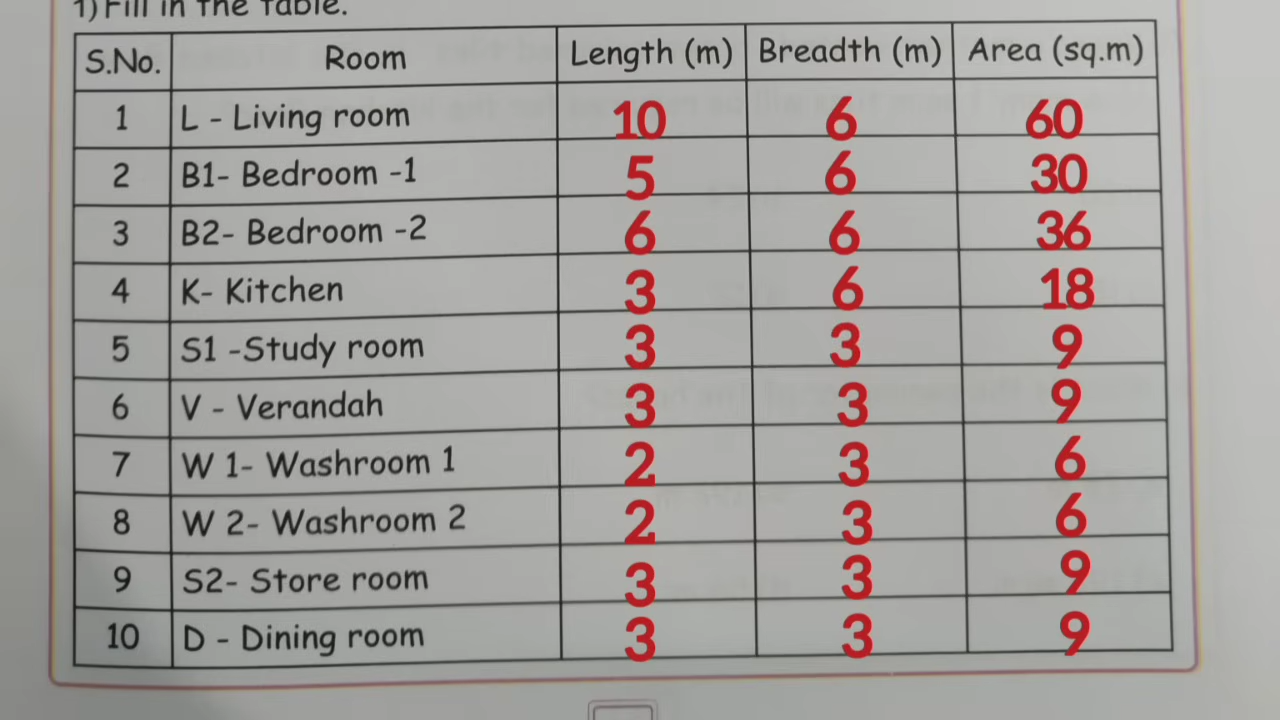 1) Fill in the table.
S.No. Room Length (m) Breadth (m) Area (sq.m)
1 L - Living room 10 6 60
2 B1- Bedroom -1 5 6 30
3 B2- Bedroom -2 6 6 36
4 K- Kitchen 3 6 18
5 S1 -Study room 3 3 9
6 V - Verandah 3 3 9
7 W 1- Washroom 1 2 3 6
8 W 2- Washroom 2 2 3 6
9 S2- Store room 3 3 9
10 D - Dining room 3 3 9